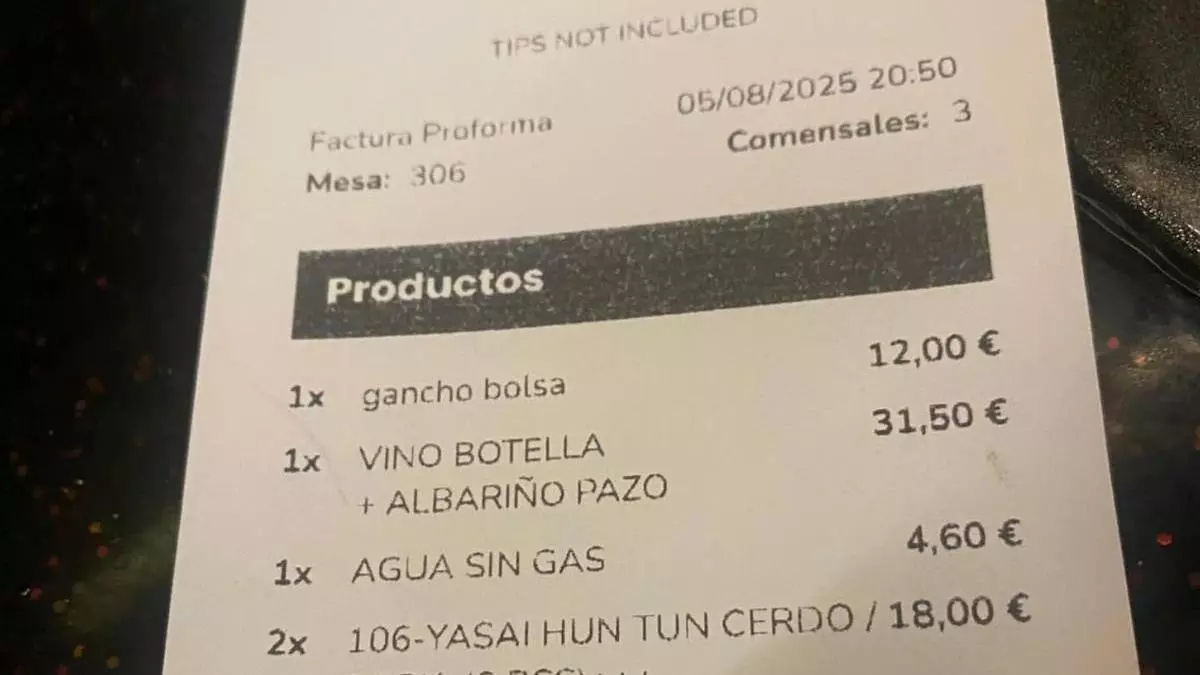 TIPS NOT INCLUDED
Factura Proforma 05/08/2025 20:50
Mesa: 306 Comensales: 3
Productos
1x gancho bolsa 12,00 €
1x VINO BOTELLA 31,50 €
+ ALBARIÑO PAZO
1x AGUA SIN GAS 4,60 €
2x 106-YASAI HUN TUN CERDO / 18,00 €